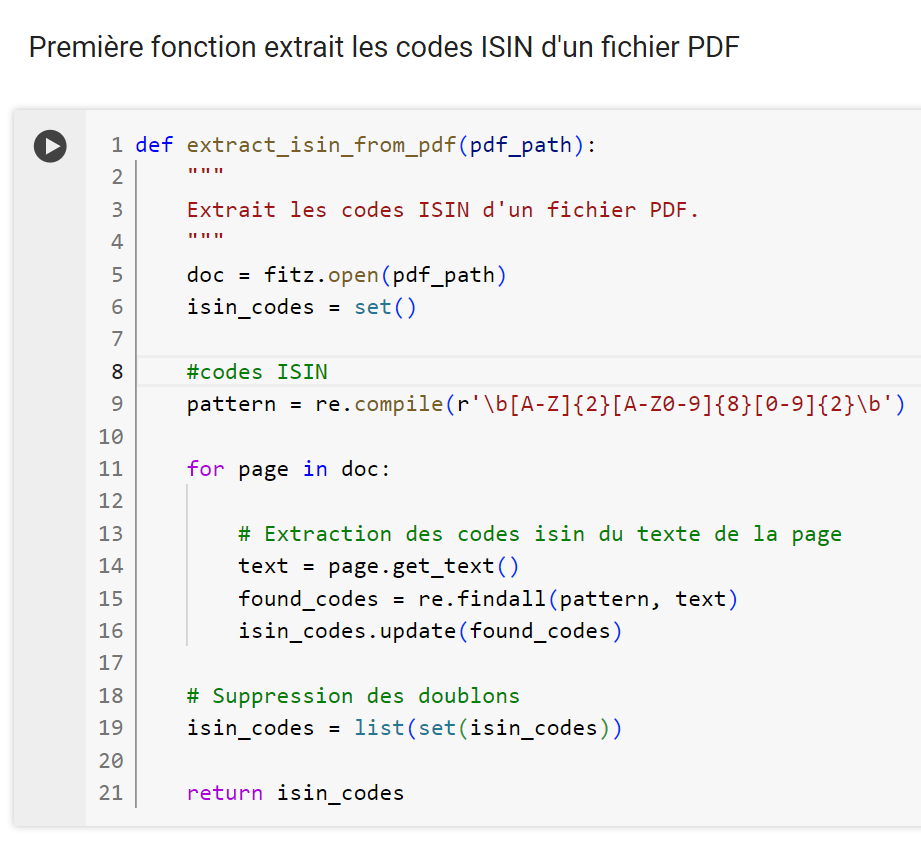 Première fonction extrait les codes ISIN d'un fichier PDF
1 def extract_isin_from_pdf(pdf_path):
2     """
3     Extrait les codes ISIN d'un fichier PDF.
4     """
5     doc = fitz.open(pdf_path)
6     isin_codes = set()
7
8     #codes ISIN
9     pattern = re.compile(r'\b[A-Z]{2}[A-Z0-9]{8}[0-9]{2}\b')
10
11     for page in doc:
12
13         # Extraction des codes isin du texte de la page
14         text = page.get_text()
15         found_codes = re.findall(pattern, text)
16         isin_codes.update(found_codes)
17
18     # Suppression des doublons
19     isin_codes = list(set(isin_codes))
20
21     return isin_codes